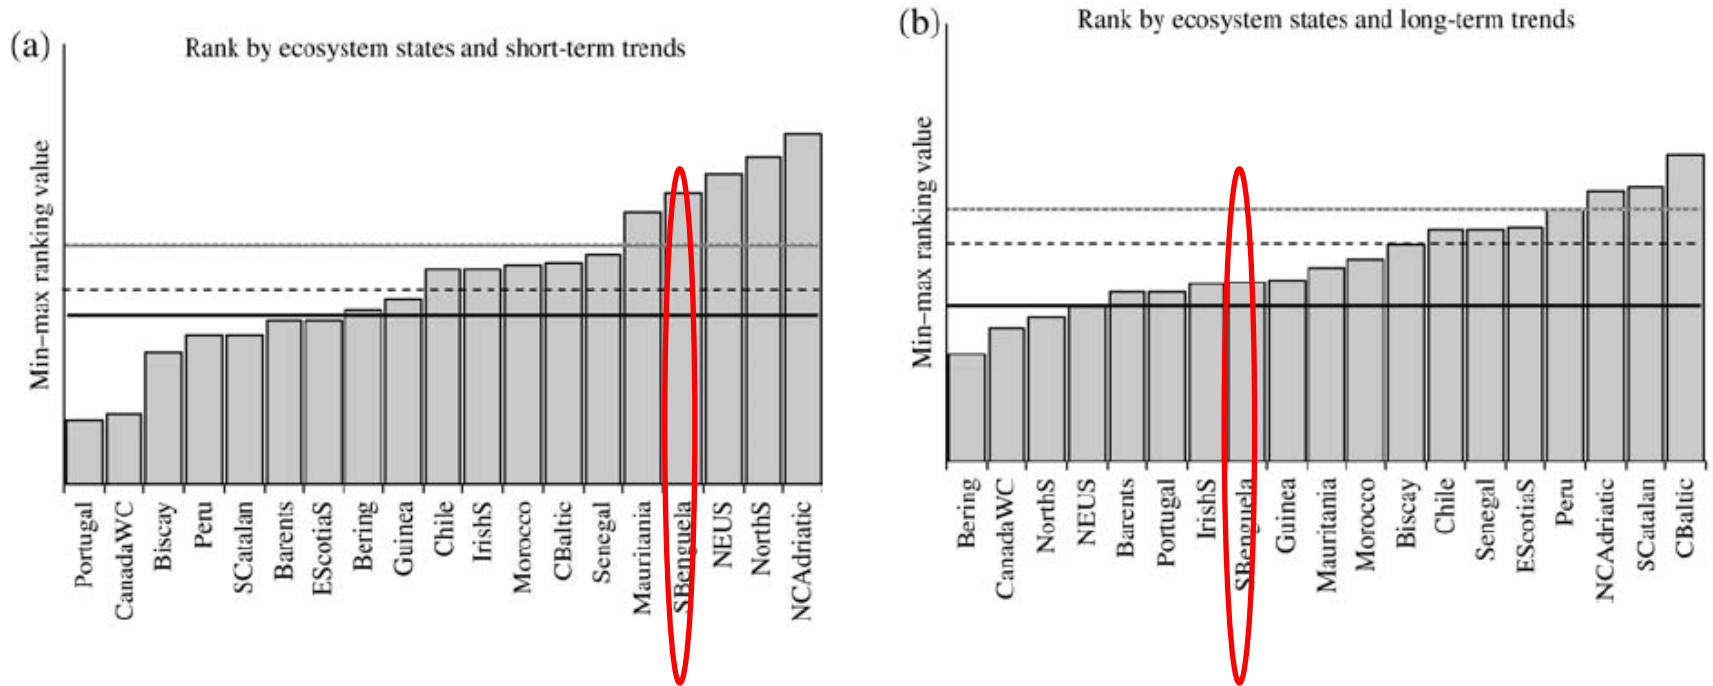 (a)
Rank by ecosystem states and short-term trends
Min–max ranking value
Portugal
CanadaWC
Biscay
Peru
SCatalan
Barents
EScotiaS
Bering
Guinea
Chile
IrishS
Morocco
CBaltic
Senegal
Mauritania
SBenguela
NEUS
NorthS
NCAdriatic
(b)
Rank by ecosystem states and long-term trends
Min–max ranking value
Bering
CanadaWC
NorthS
NEUS
Barents
Portugal
IrishS
SBenguela
Guinea
Mauritania
Morocco
Biscay
Chile
Senegal
EScotiaS
Peru
NCAdriatic
SCatalan
CBaltic